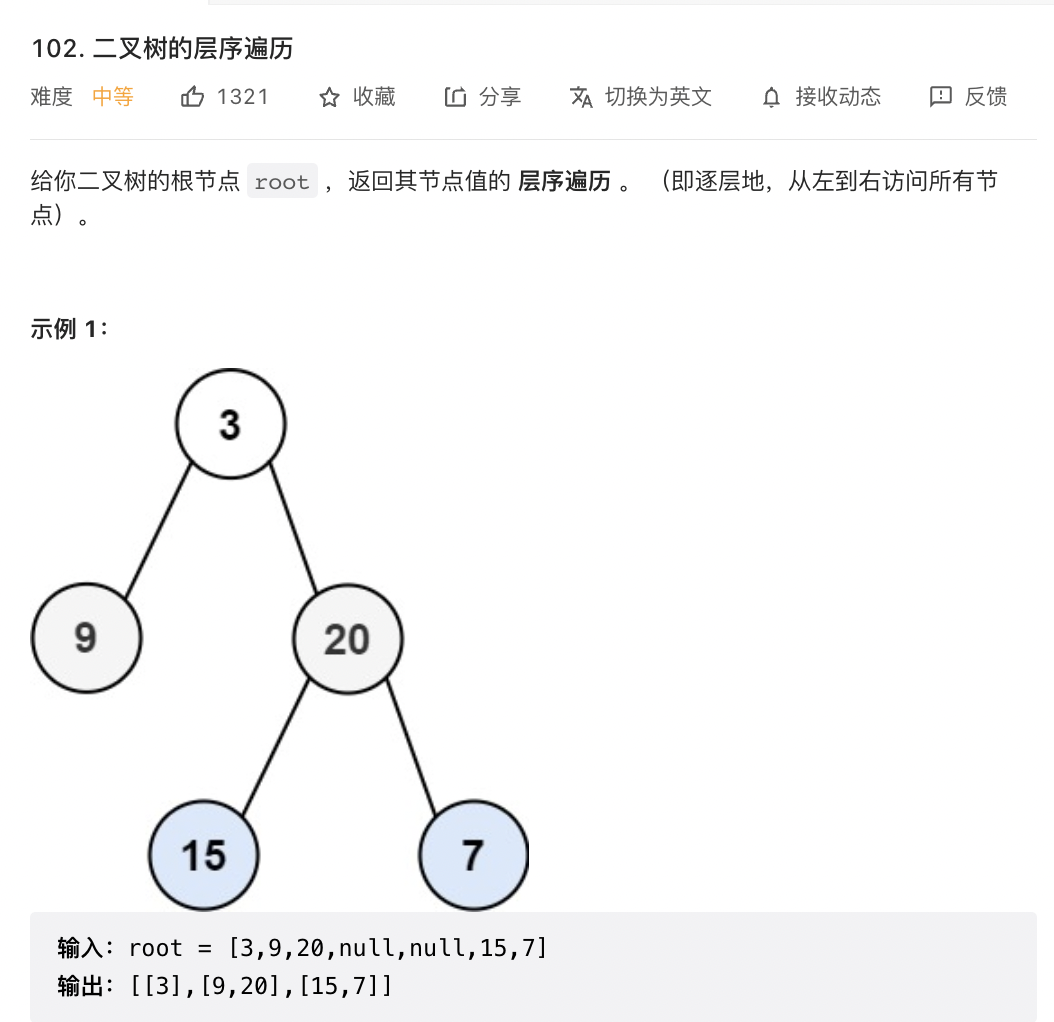 102. 二叉树的层序遍历
难度 中等 1321 收藏 分享 切换为英文 接收动态 反馈
给你二叉树的根节点 root ，返回其节点值的 层序遍历 。 （即逐层地，从左到右访问所有节
点）。
示例 1：
3
9 20
15 7
输入：root = [3,9,20,null,null,15,7]
输出：[[3],[9,20],[15,7]]